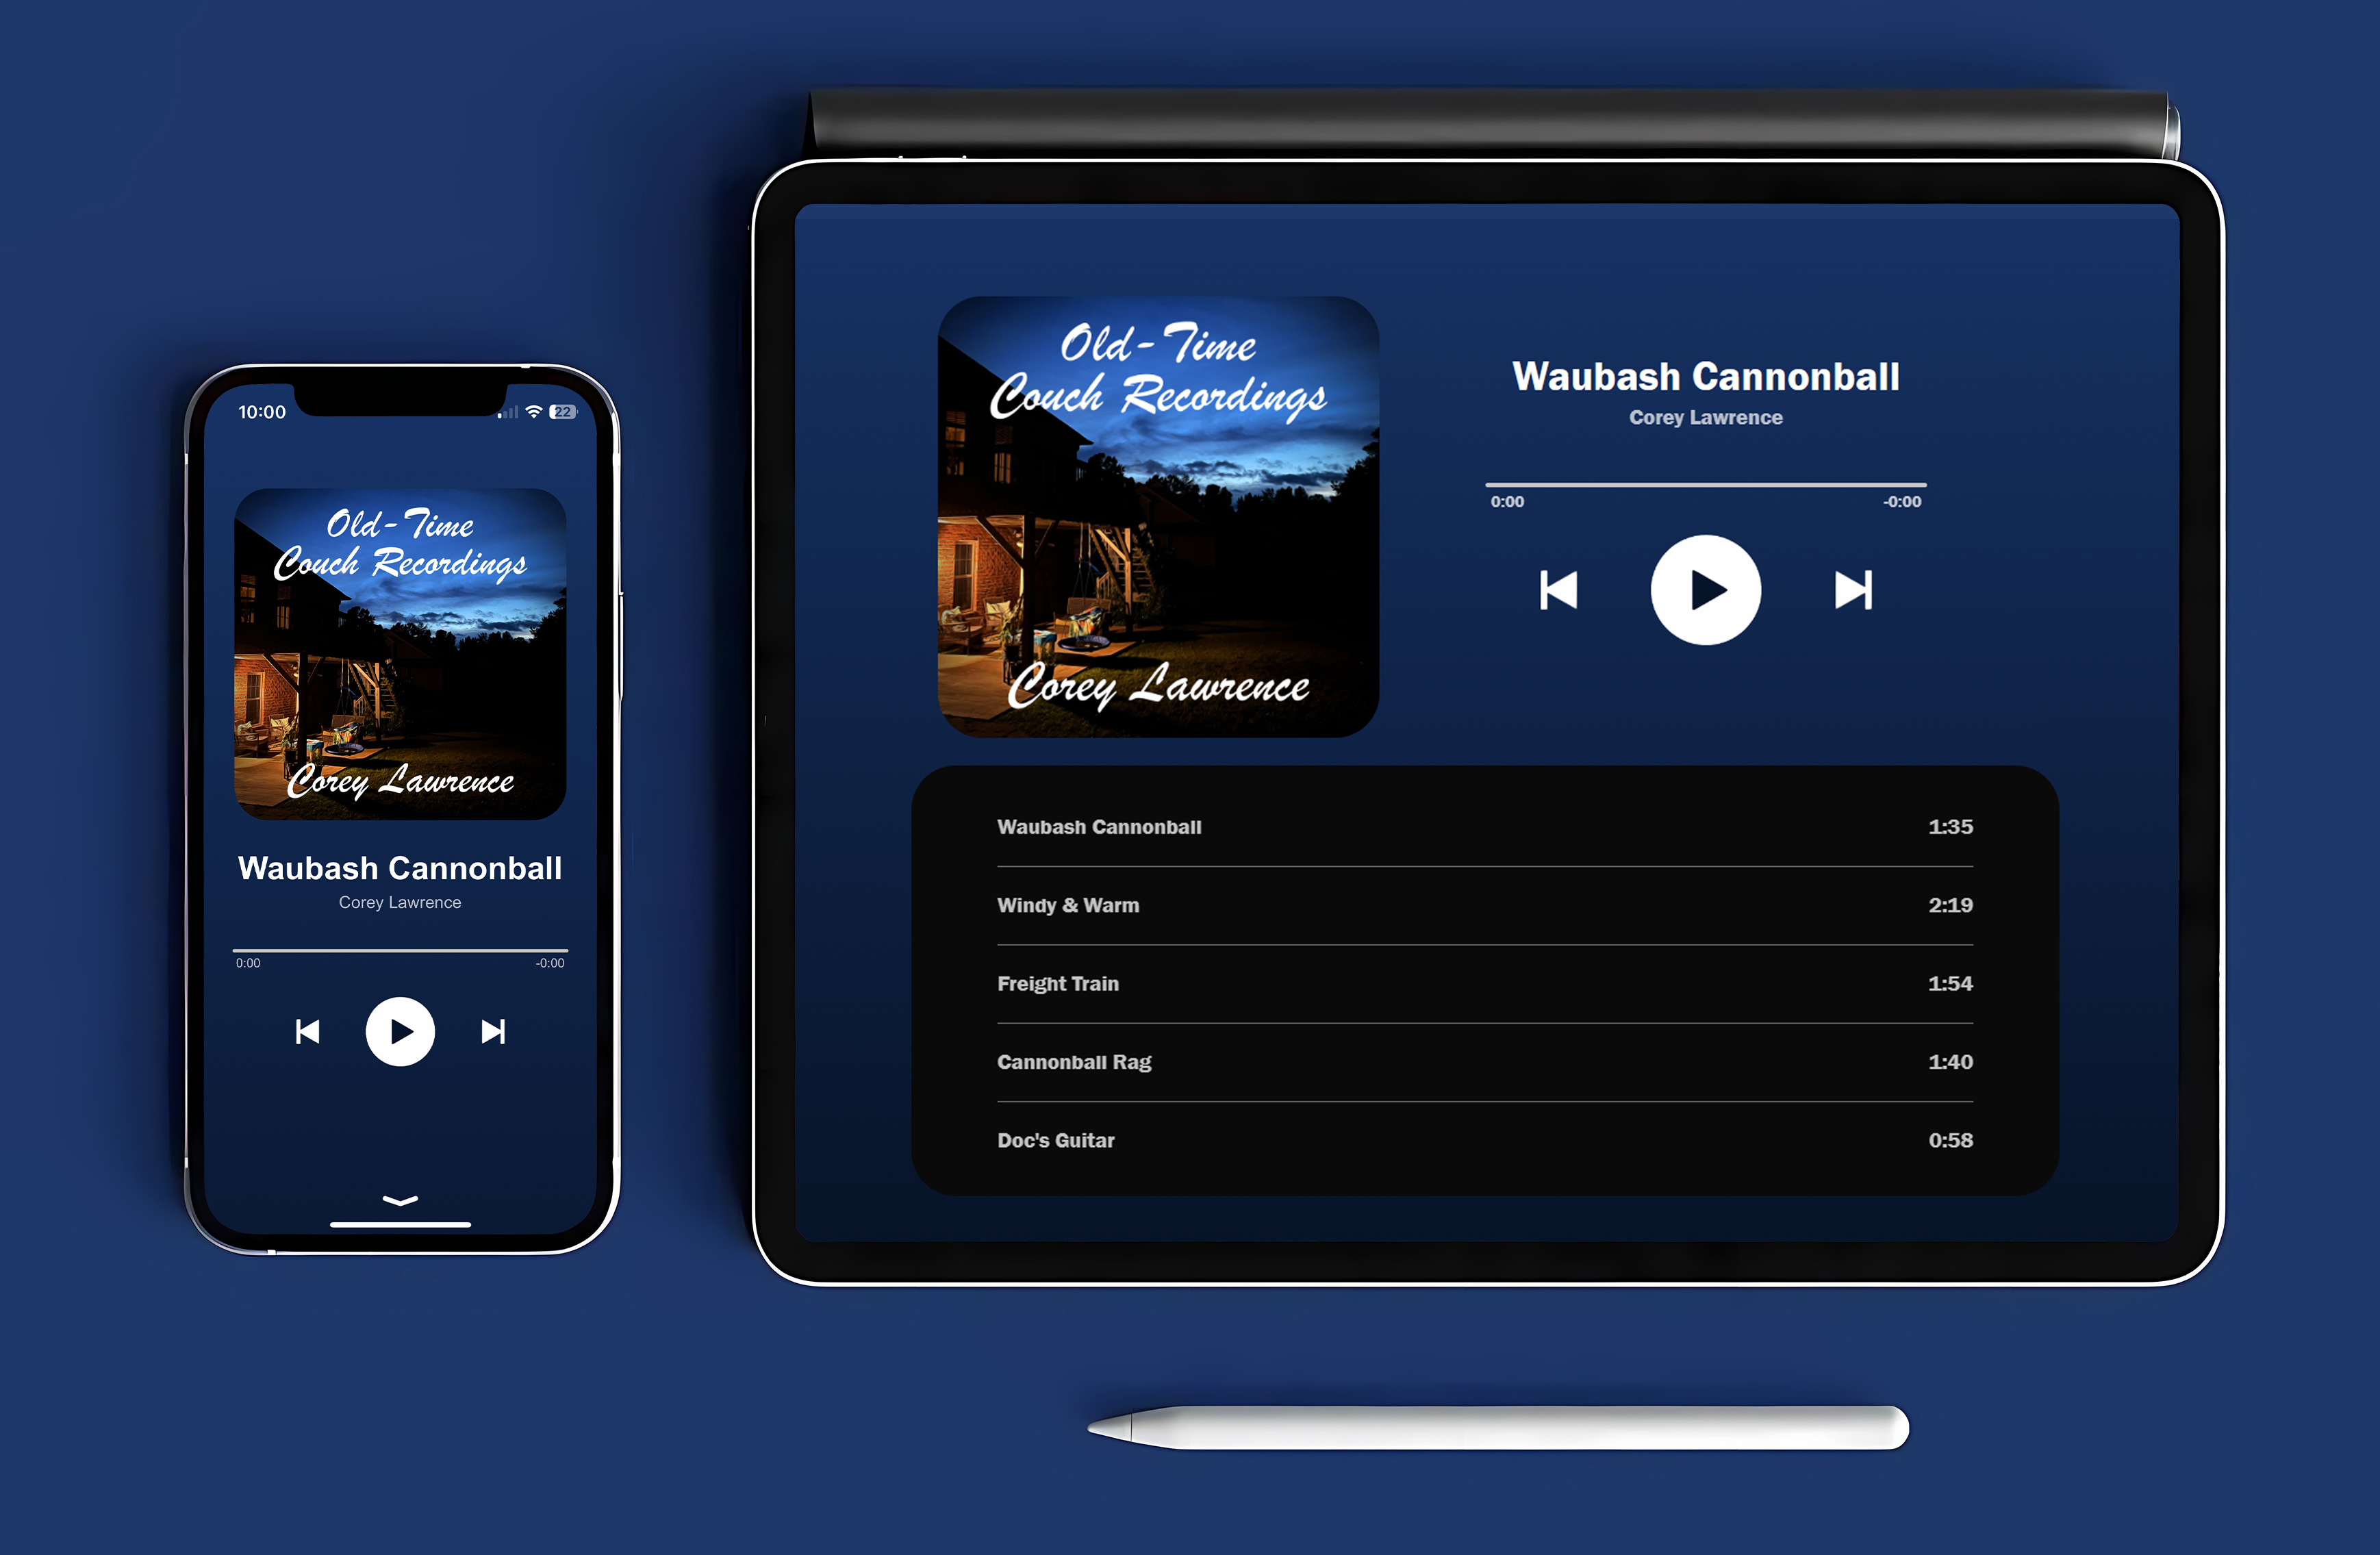 10:00
22
Old-Time
Couch Recordings
Corey Lawrence
Waubash Cannonball
Corey Lawrence
0:00 -0:00
Old-Time
Couch Recordings
Corey Lawrence
Waubash Cannonball
Corey Lawrence
0:00 -0:00
Waubash Cannonball 1:35
Windy & Warm 2:19
Freight Train 1:54
Cannonball Rag 1:40
Doc's Guitar 0:58